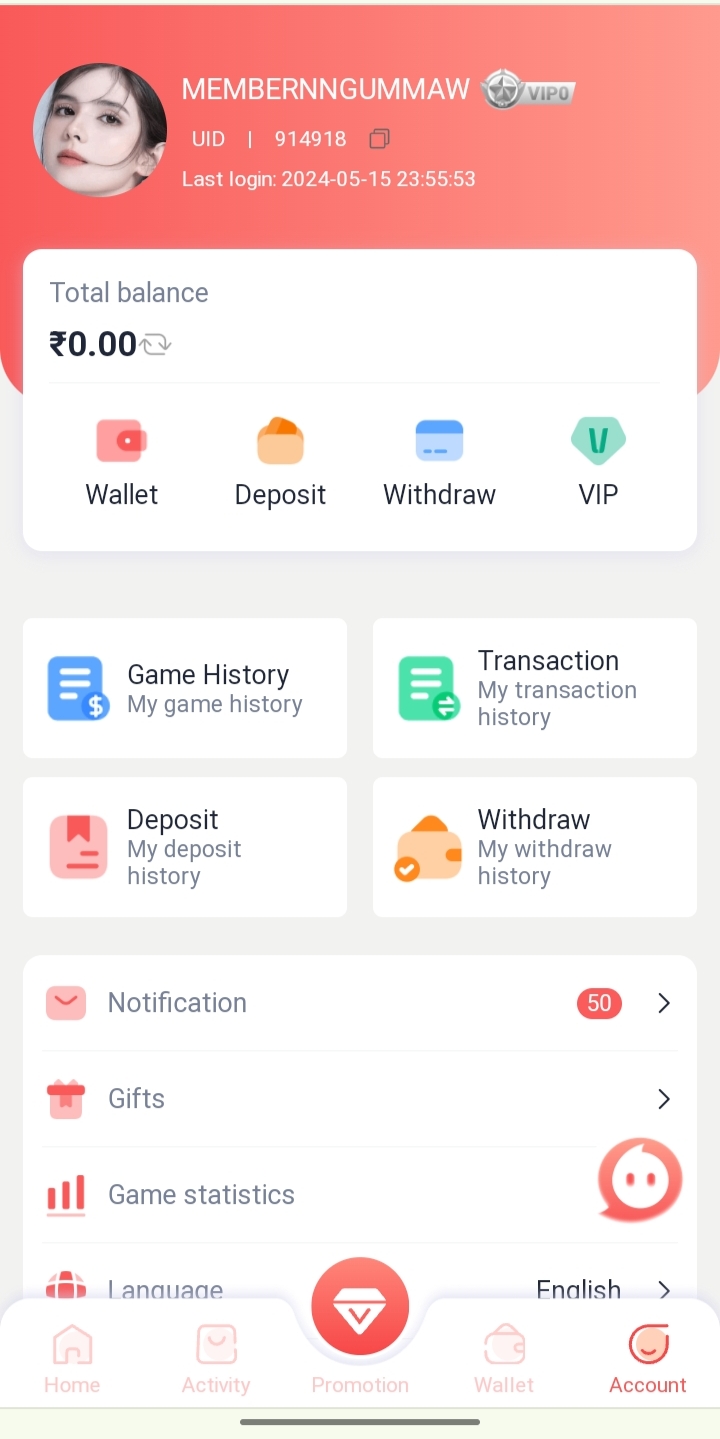 MEMBERNNGUMMAW VIP0
UID | 914918
Last login: 2024-05-15 23:55:53
Total balance
₹0.00
Wallet Deposit Withdraw VIP
Game History
My game history
Transaction
My transaction
history
Deposit
My deposit
history
Withdraw
My withdraw
history
Notification 50
Gifts
Game statistics
Language English
Home Activity Promotion Wallet Account